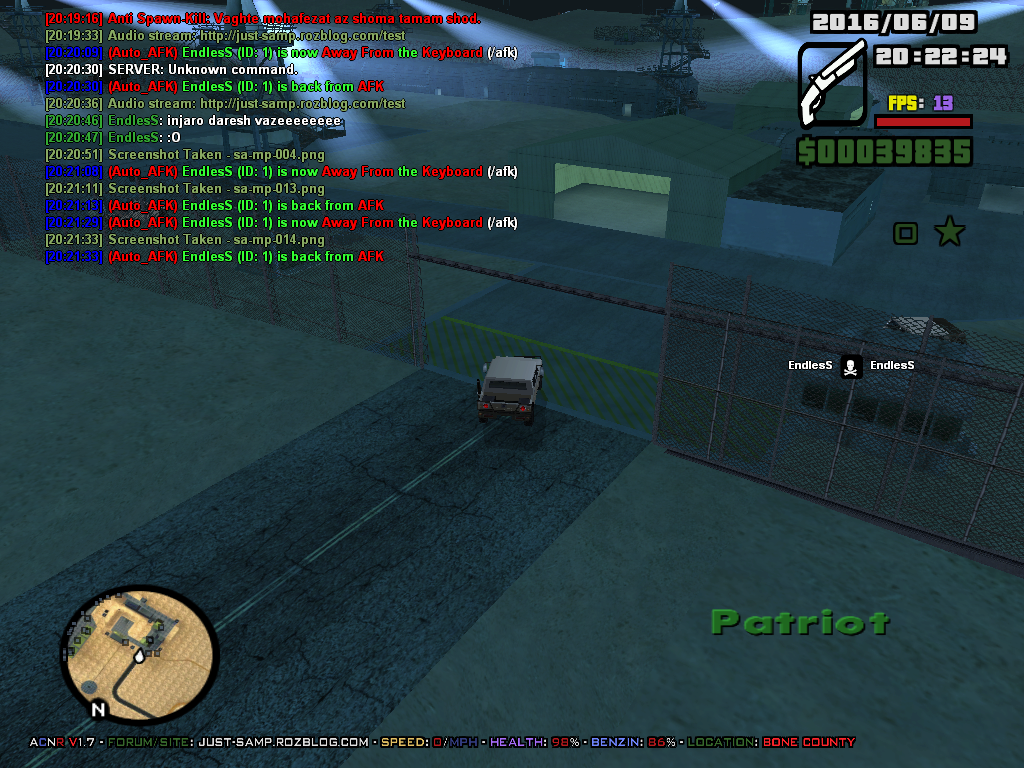 [20:19:16] Anti Spawn-Kill: Vaghte mohafezat az shoma tamam shod.
[20:19:33] Audio stream: http://just-samp.rozblog.com/test
[20:20:09] (Auto_AFK) EndlesS (ID: 1) is now Away From the Keyboard (/afk)
[20:20:30] SERVER: Unknown command.
[20:20:30] (Auto_AFK) EndlesS (ID: 1) is back from AFK
[20:20:36] Audio stream: http://just-samp.rozblog.com/test
[20:20:46] EndlesS: injaro daresh vazeeeeeeee
[20:20:47] EndlesS: :O
[20:20:51] Screenshot Taken - sa-mp-004.png
[20:21:08] (Auto_AFK) EndlesS (ID: 1) is now Away From the Keyboard (/afk)
[20:21:11] Screenshot Taken - sa-mp-013.png
[20:21:13] (Auto_AFK) EndlesS (ID: 1) is back from AFK
[20:21:29] (Auto_AFK) EndlesS (ID: 1) is now Away From the Keyboard (/afk)
[20:21:33] Screenshot Taken - sa-mp-014.png
[20:21:33] (Auto_AFK) EndlesS (ID: 1) is back from AFK
2016/06/09
20:22:24
FPS: 13
$00039835
EndlesS EndlesS
Patriot
N
ACNR V1.7 - FORUM/SITE: JUST-SAMP.ROZBLOG.COM - SPEED: 0/MPH - HEALTH: 98% - BENZIN: 86% - LOCATION: BONE COUNTY